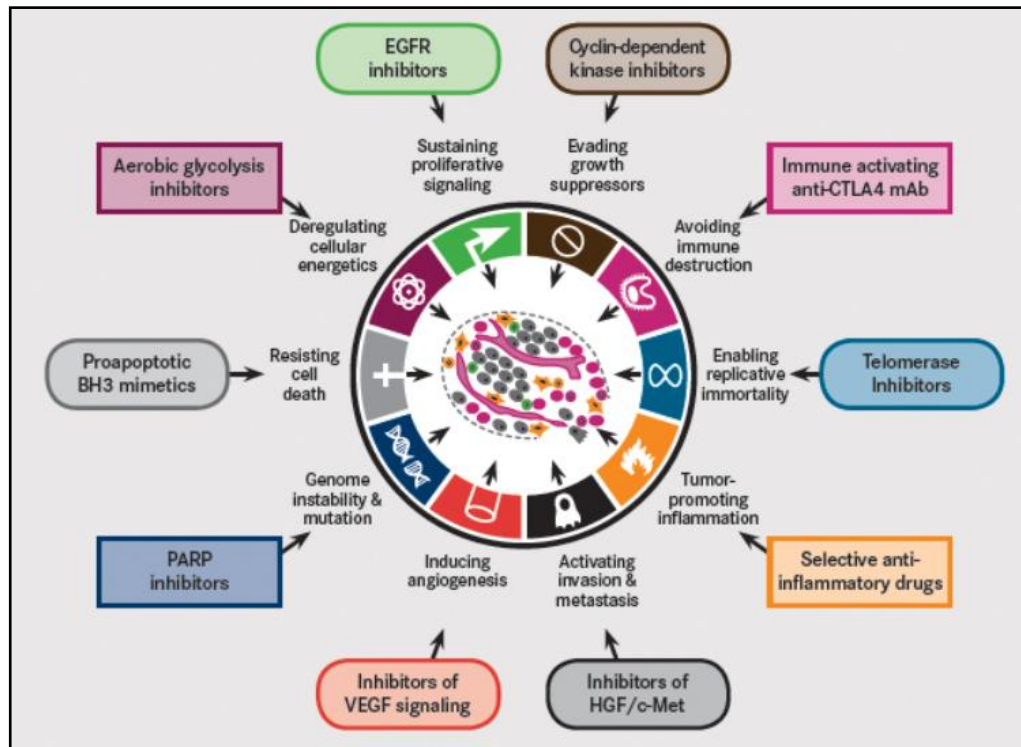 EGFR
inhibitors
Cyclin-dependent
kinase inhibitors
Sustaining
proliferative
signaling
Evading
growth
suppressors
Aerobic glycolysis
inhibitors
Immune activating
anti-CTLA4 mAb
Deregulating
cellular
energetics
Avoiding
immune
destruction
Proapoptotic
BH3 mimetics
Resisting
cell
death
Enabling
replicative
immortality
Telomerase
Inhibitors
Genome
instability &
mutation
Tumor-
promoting
inflammation
PARP
inhibitors
Inducing
angiogenesis
Activating
invasion &
metastasis
Selective anti-
inflammatory drugs
Inhibitors of
VEGF signaling
Inhibitors of
HGF/c-Met